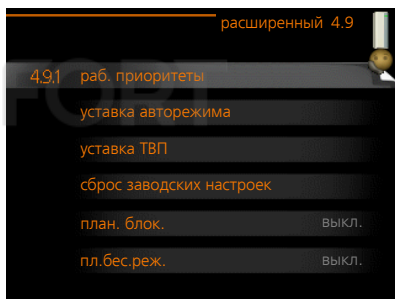 расширенный 4.9
4.9.1 раб. приоритеты
уставка авторежима
уставка ТВП
сброс заводских настроек
план. блок. выкл.
пл.бес.реж. выкл.
FORT